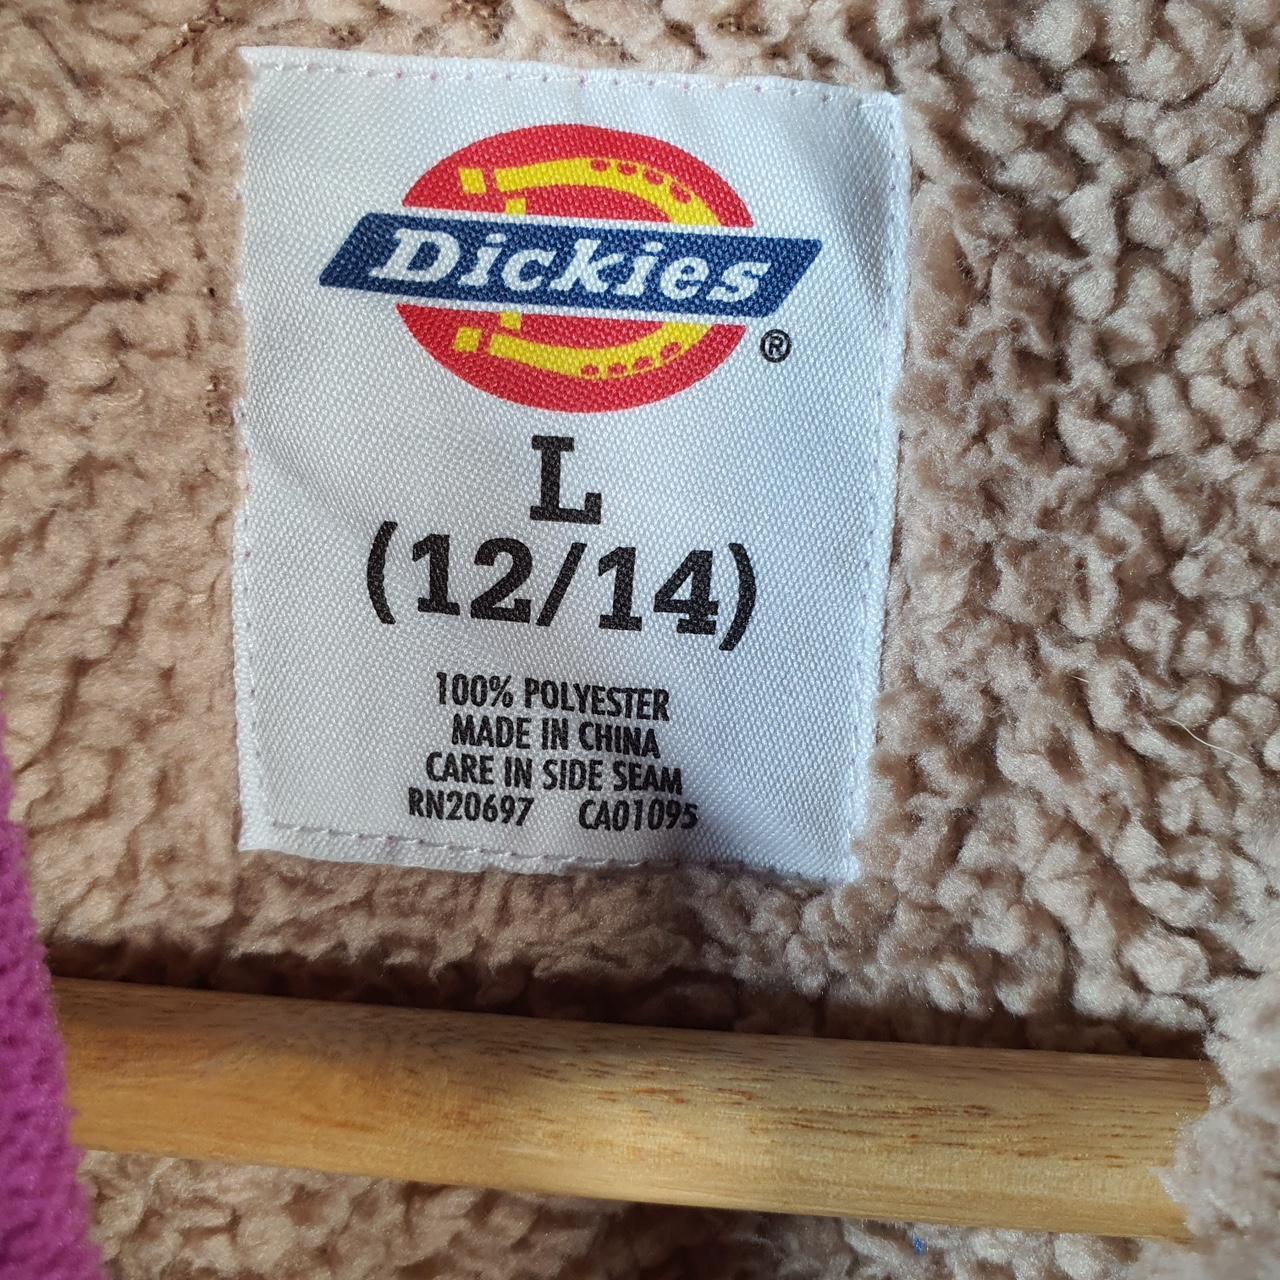 Dickies
®
L
(12/14)
100% POLYESTER
MADE IN CHINA
CARE IN SIDE SEAM
RN20697 CA01095